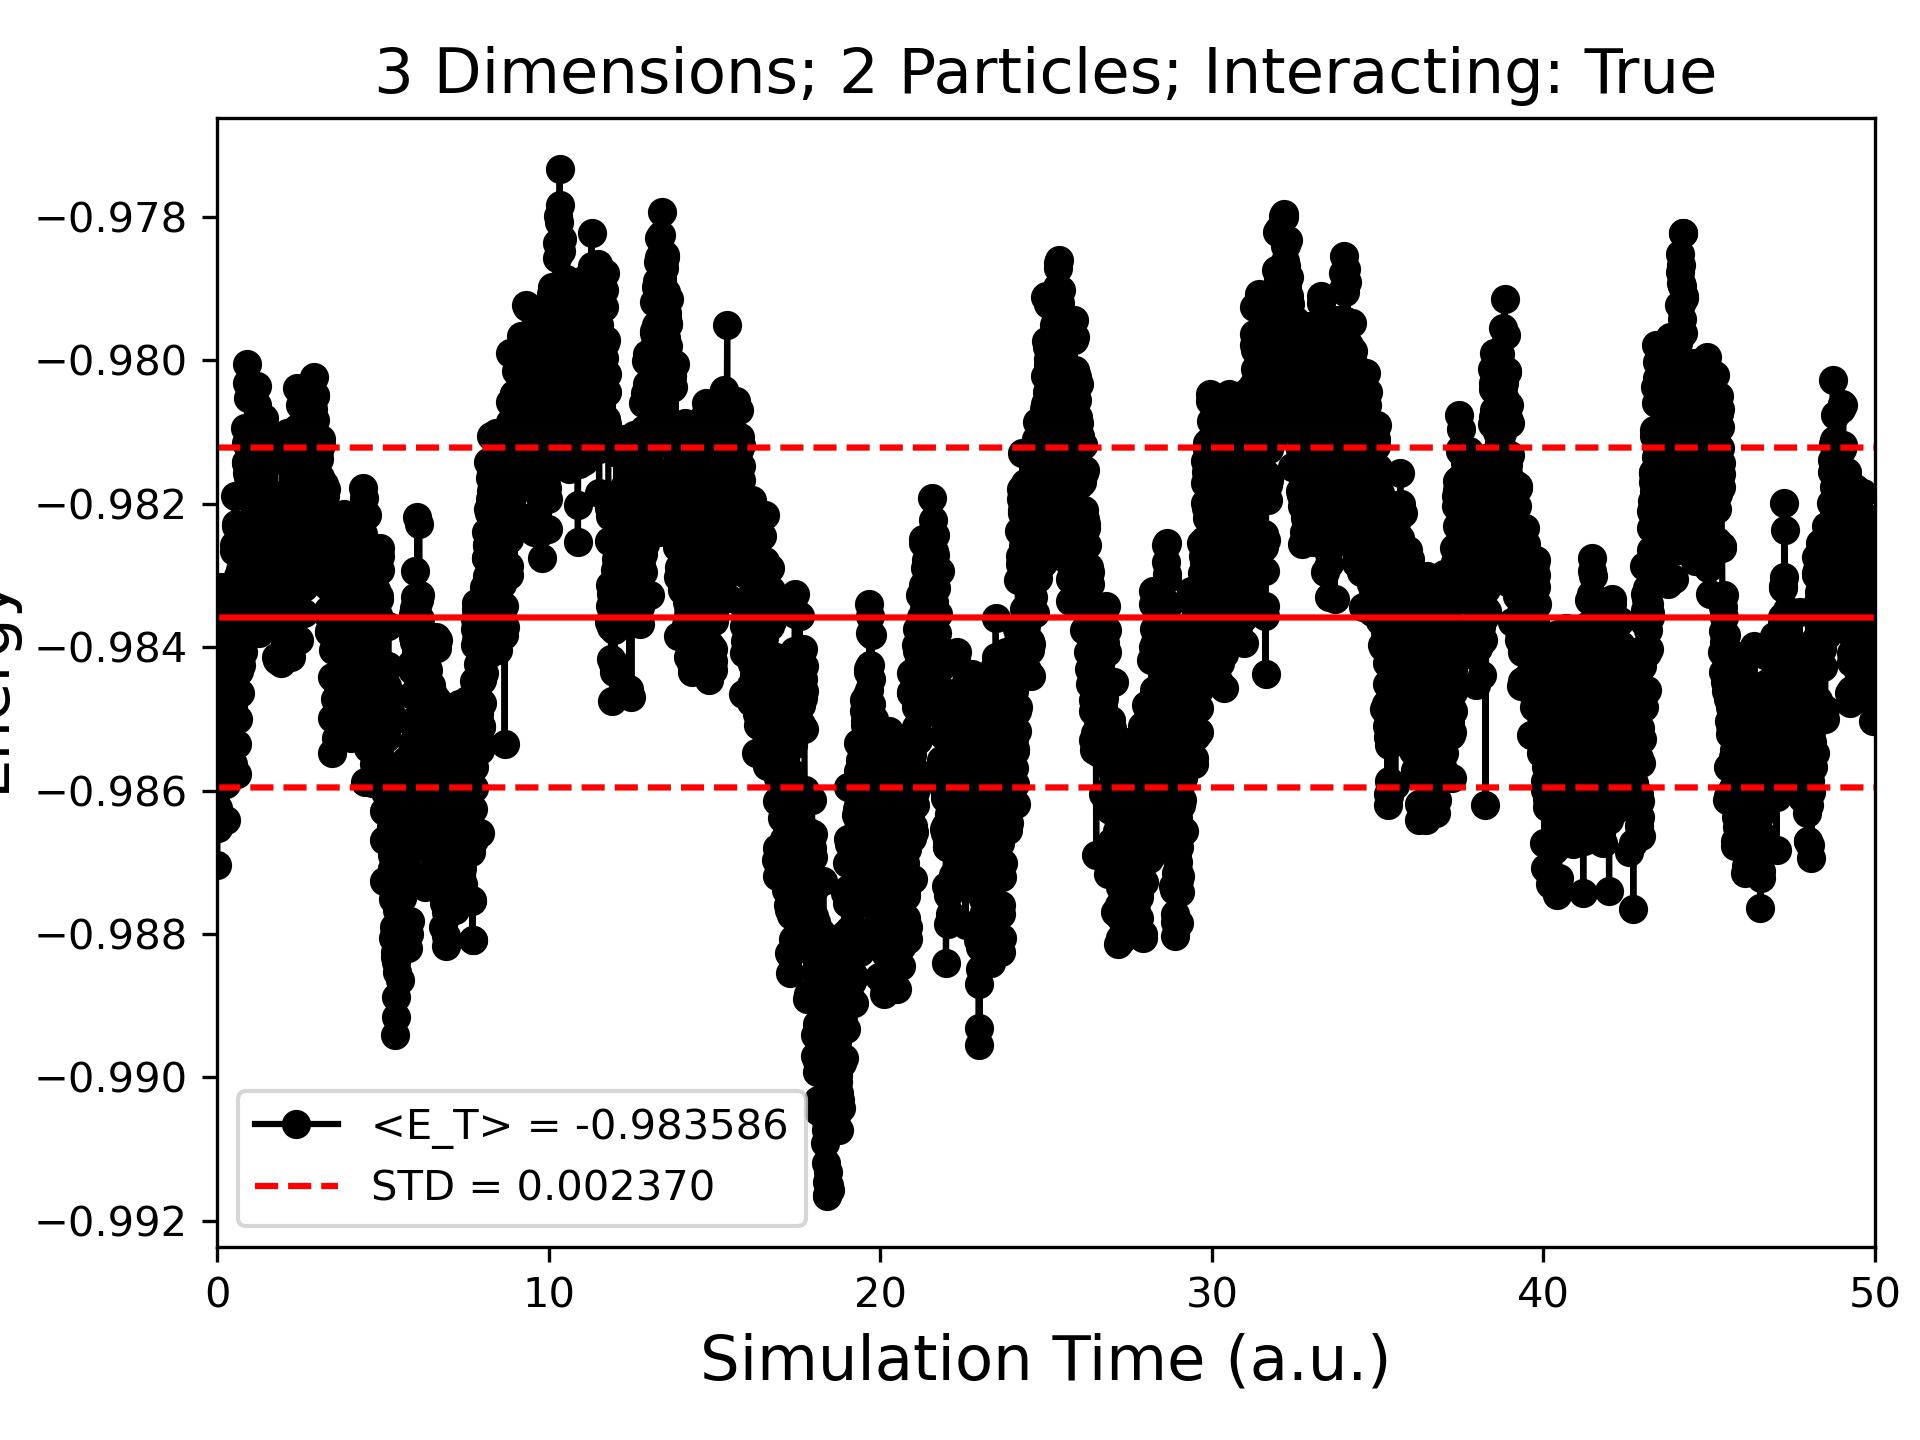 3 Dimensions; 2 Particles; Interacting: True
Energy
−0.978
−0.980
−0.982
−0.984
−0.986
−0.988
−0.990
−0.992
<E_T> = -0.983586
STD = 0.002370
0 10 20 30 40 50
Simulation Time (a.u.)